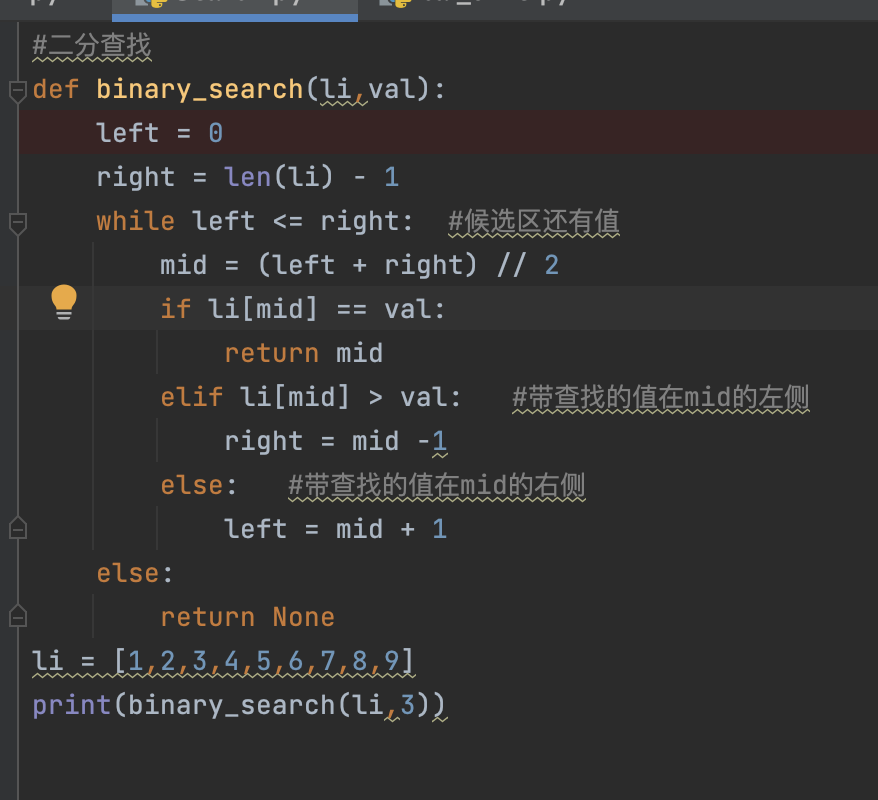 #二分查找
def binary_search(li,val):
    left = 0
    right = len(li) - 1
    while left <= right:  #候选区还有值
        mid = (left + right) // 2
        if li[mid] == val:
            return mid
        elif li[mid] > val:   #带查找的值在mid的左侧
            right = mid -1
        else:   #带查找的值在mid的右侧
            left = mid + 1
    else:
        return None
li = [1,2,3,4,5,6,7,8,9]
print(binary_search(li,3))